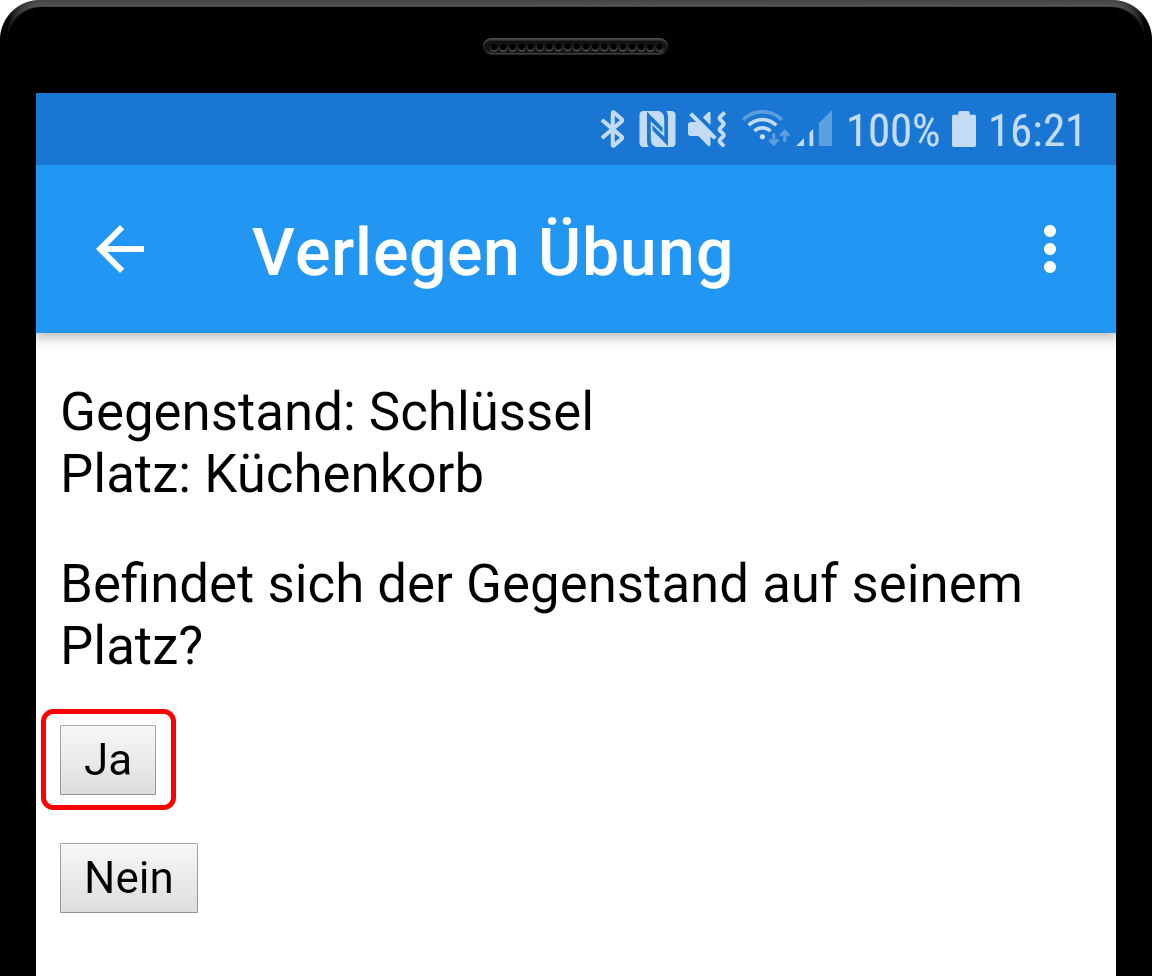 100% 16:21
Verlegen Übung
Gegenstand: Schlüssel
Platz: Küchenkorb
Befindet sich der Gegenstand auf seinem
Platz?
Ja
Nein